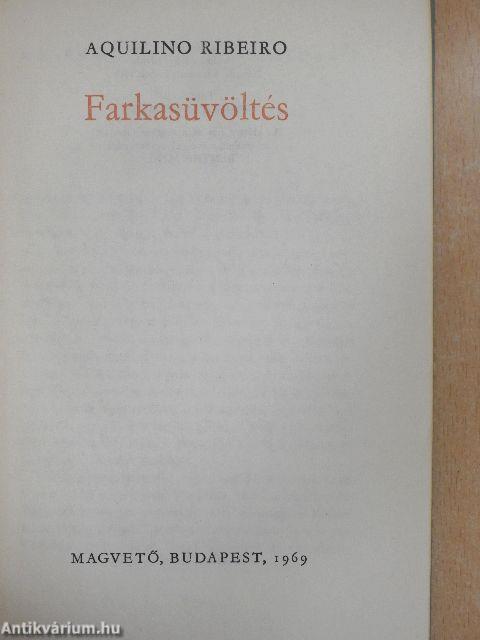 AQUILINO RIBEIRO
Farkasüvöltés
MAGVETŐ, BUDAPEST, 1969
Antikvárium.hu